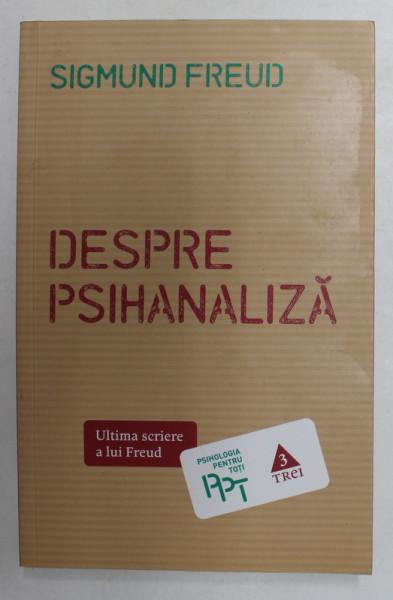 SIGMUND FREUD
DESPRE
PSIHANALIZĂ
Ultima scriere
a lui Freud
PSIHOLOGIA
PENTRU
TOȚI
PPT
3
TREI